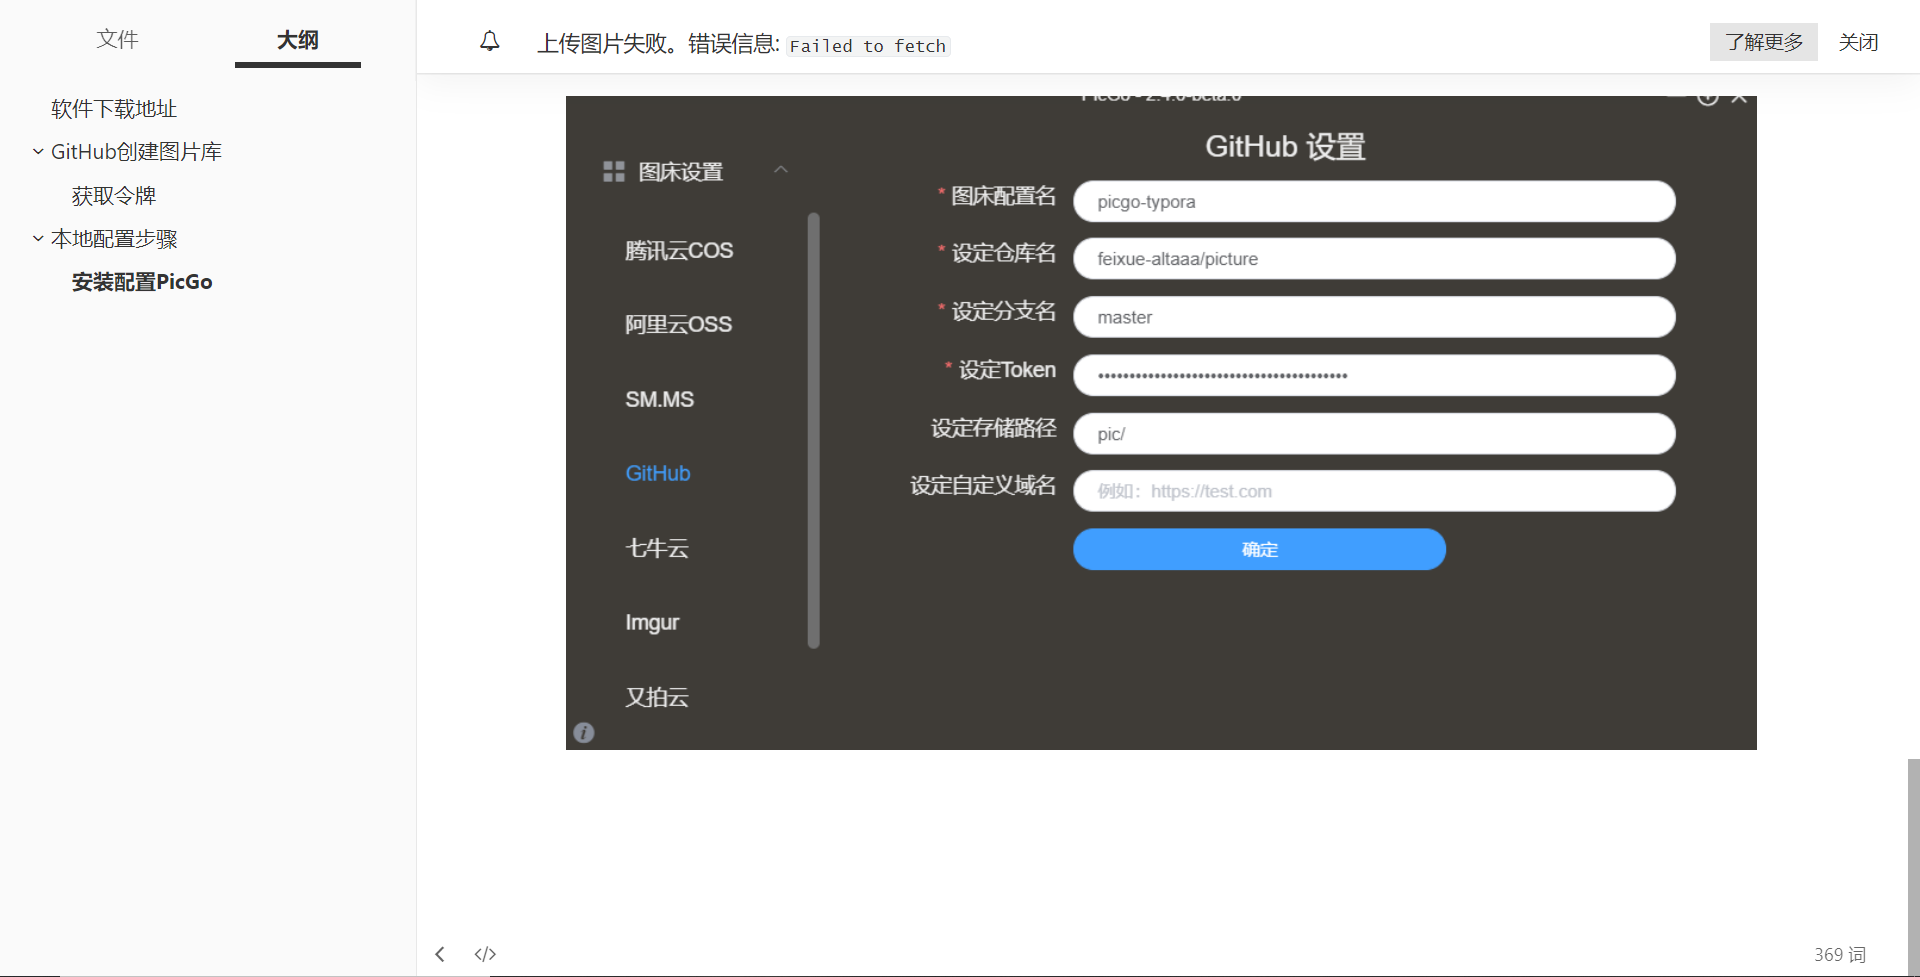 文件
大纲
软件下载地址
GitHub创建图片库
获取令牌
本地配置步骤
安装配置PicGo
上传图片失败。错误信息: Failed to fetch
了解更多
关闭
PicGo - 2.4.0-beta.0
GitHub 设置
图床设置
腾讯云COS
阿里云OSS
SM.MS
GitHub
七牛云
Imgur
又拍云
* 图床配置名 picgo-typora
* 设定仓库名 feixue-altaaa/picture
* 设定分支名 master
* 设定Token
设定存储路径 pic/
设定自定义域名 例如：https://test.com
确定
</>
369 词